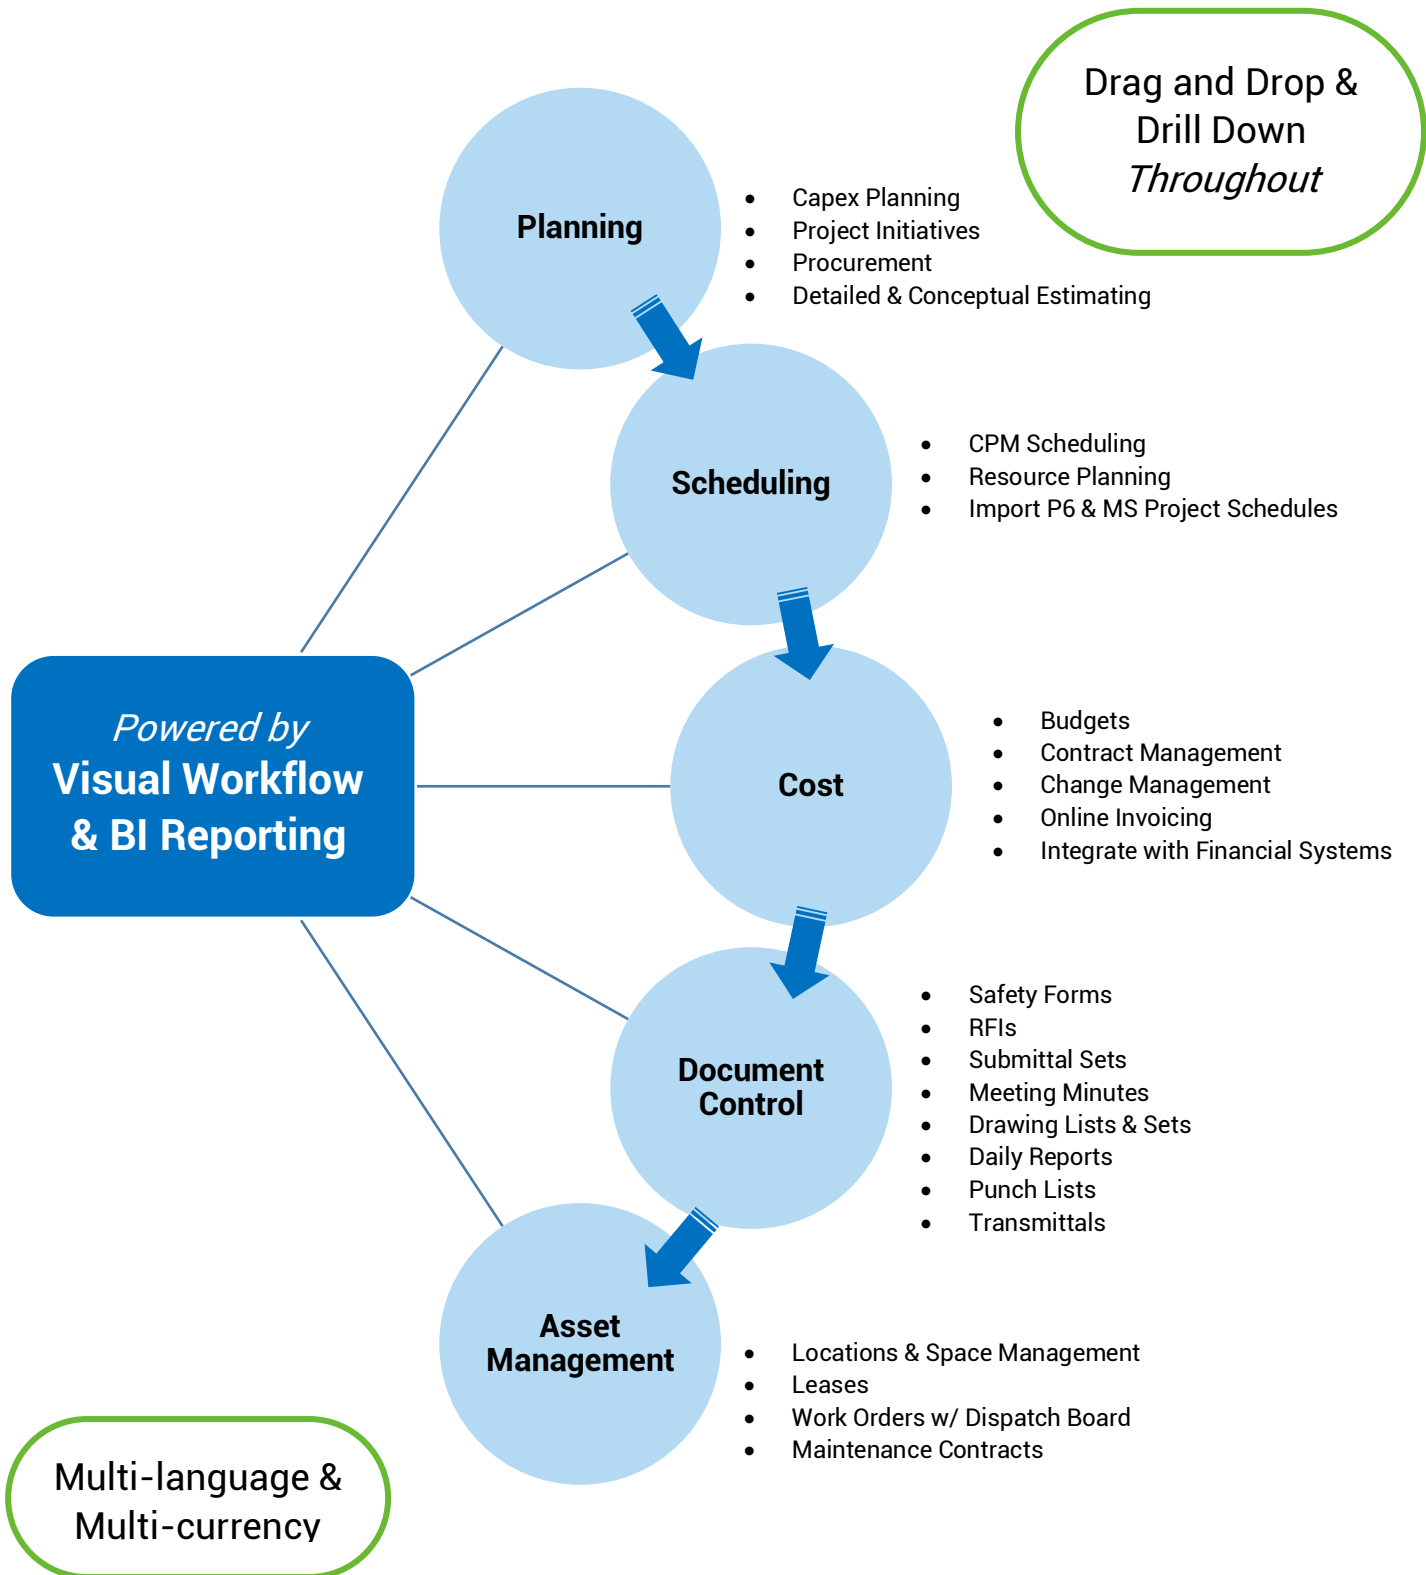 Drag and Drop &
Drill Down
Throughout
Planning
• Capex Planning
• Project Initiatives
• Procurement
• Detailed & Conceptual Estimating
Scheduling
• CPM Scheduling
• Resource Planning
• Import P6 & MS Project Schedules
Powered by
Visual Workflow
& BI Reporting
Cost
• Budgets
• Contract Management
• Change Management
• Online Invoicing
• Integrate with Financial Systems
Document
Control
• Safety Forms
• RFIs
• Submittal Sets
• Meeting Minutes
• Drawing Lists & Sets
• Daily Reports
• Punch Lists
• Transmittals
Asset
Management
• Locations & Space Management
• Leases
• Work Orders w/ Dispatch Board
• Maintenance Contracts
Multi-language &
Multi-currency